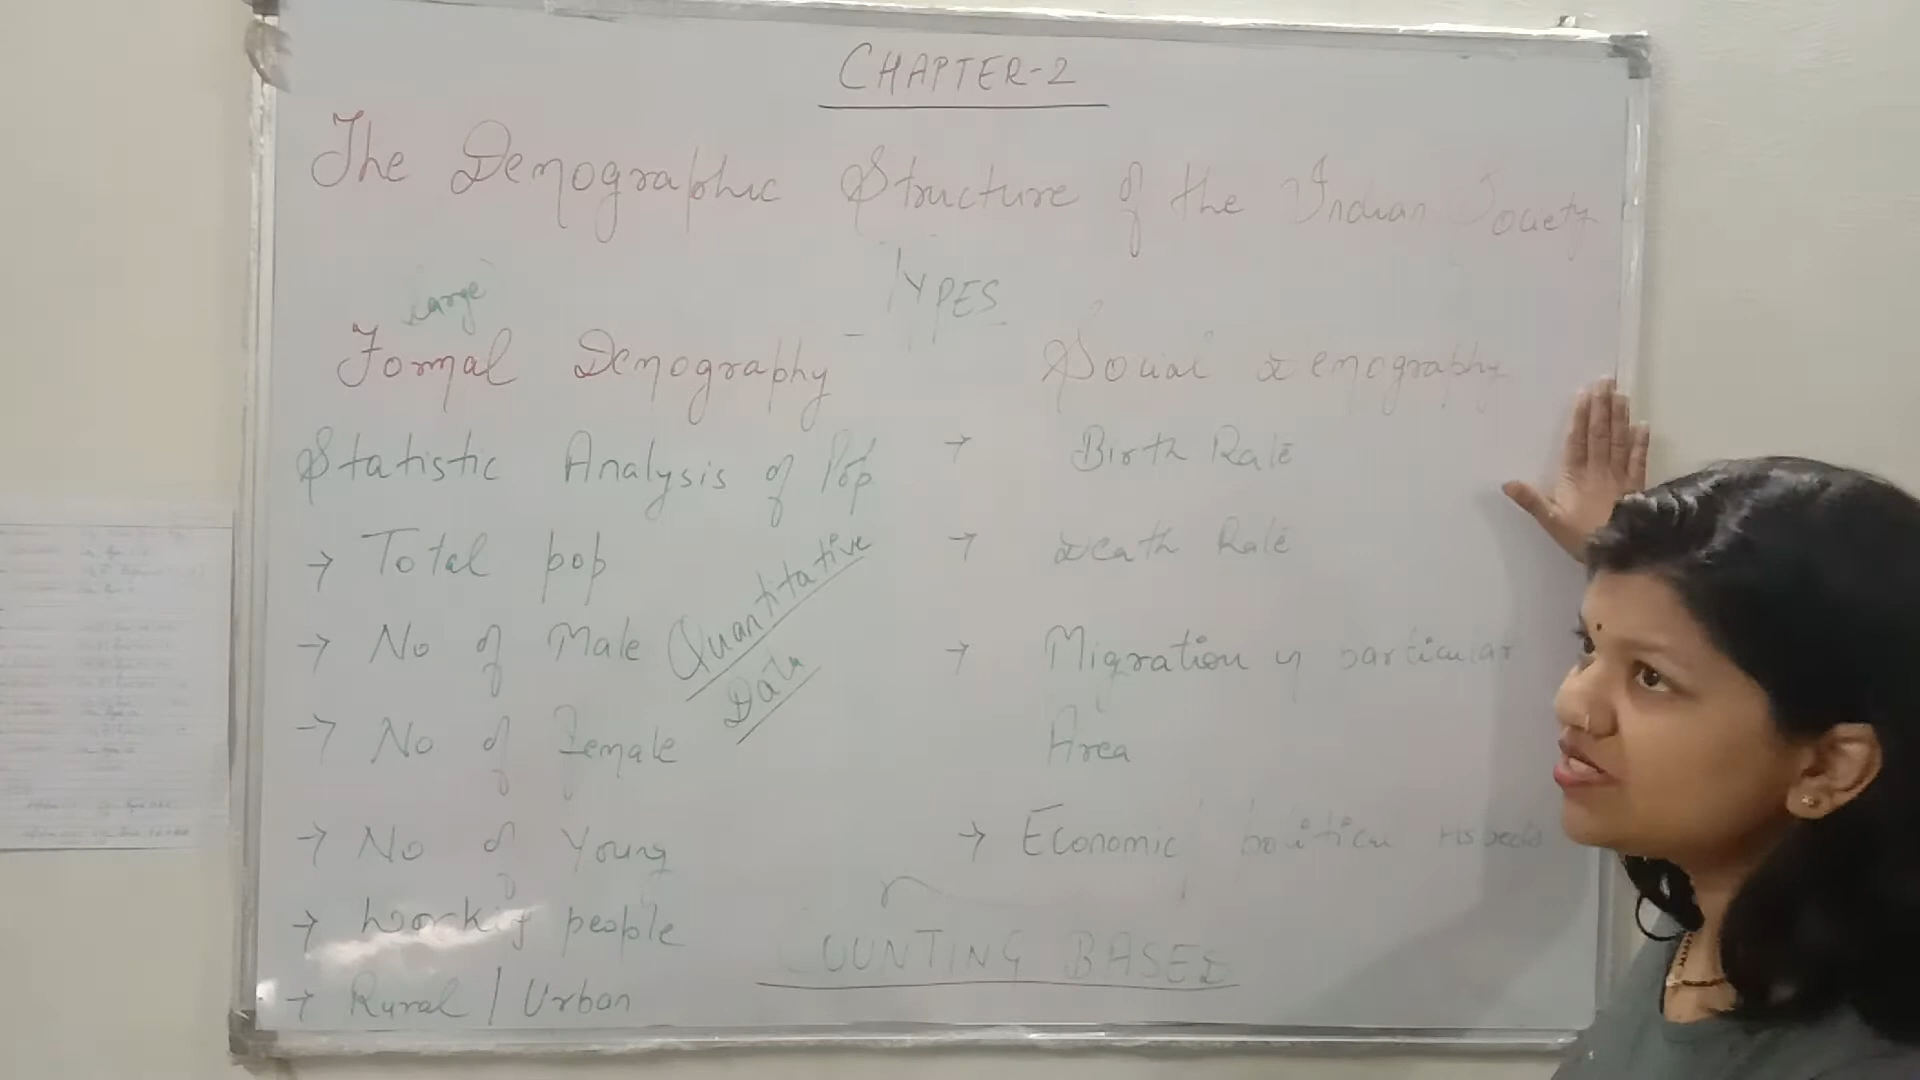 CHAPTER-2
The Demographic Structure of the Indian Society
TYPES
Large
Formal Demography
Statistic Analysis of Pop
→ Total pop
→ No of Male
→ No of Female
→ No of Young
→ Working people
→ Rural / Urban
Quantitative
Data
Social Demography
→ Birth Rate
→ Death Rate
→ Migration of particular
Area
→ Economic political aspects
COUNTING BASED